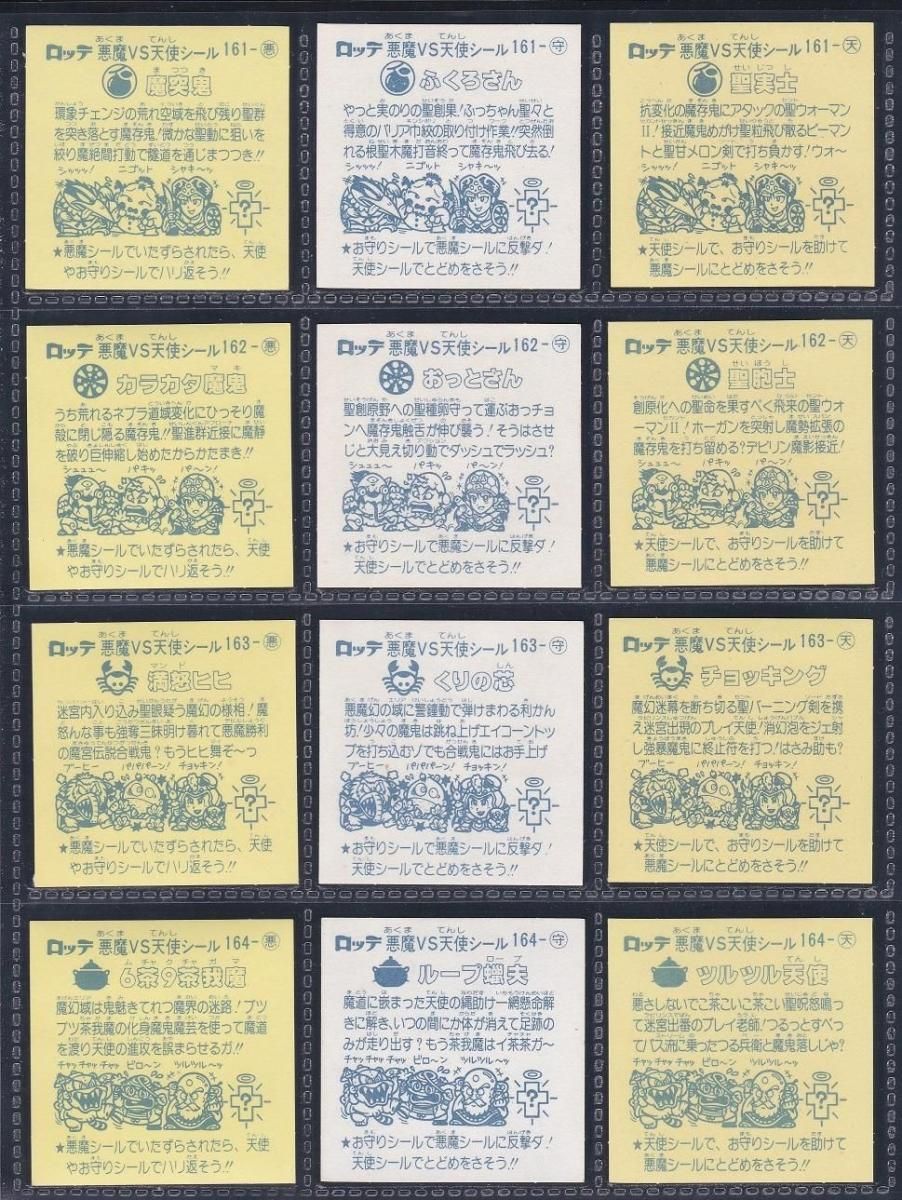 ロッテ 悪魔VS天使シール 161-悪
魔突鬼
環象チェンジの荒れ空域を飛び残り聖群
を突き落とす魔存鬼!微かな聖動に狙いを
絞り魔絶間打動で隧道を通じまつつき!!
シッッッ! ニゴット シャキ〜ッ
★悪魔シールでいたずらされたら、天使
やお守りシールでハリ返そう!!
ロッテ 悪魔VS天使シール 161-守
ふくろさん
やっと実のりの聖創果!ふっちゃん聖々と
得意のバリア巾絞の取り付け作業!!突然倒
れる根聖木魔打音終って魔存鬼飛び去る!
シッッッ! ニゴット シャキ〜ッ
★お守りシールで悪魔シールに反撃ダ!
天使シールでとどめをさそう!!
ロッテ 悪魔VS天使シール 161-天
聖実士
抗変化の魔存鬼にアタックの聖ウォーマン
II!接近魔鬼めがけ聖粒飛び散るピーマン
トと聖甘メロン剣で打ち負かす!ウォ〜
シッッッ! ニゴット シャキ〜ッ
★天使シールで、お守りシールを助けて
悪魔シールにとどめをさそう!!
ロッテ 悪魔VS天使シール 162-悪
カラカタ魔鬼
うち荒れるネブラ道域変化にひっそり魔
殻に閉じ隠る魔存鬼!!聖進群近接に魔静
を破り巨伸縮し始めたからかたまき!!
シュュュ〜 パキッ パ〜ン!
★悪魔シールでいたずらされたら、天使
やお守りシールでハリ返そう!!
ロッテ 悪魔VS天使シール 162-守
おっとさん
聖創原野への聖種卵守って運ぶおっチョ
ンへ魔存鬼触舌が伸び襲う!そうはさせ
じと大見え切り動でダッシュでラッシュ?
シュュュ〜 パキッ パ〜ン!
★お守りシールで悪魔シールに反撃ダ!
天使シールでとどめをさそう!!
ロッテ 悪魔VS天使シール 162-天
聖胞士
創原化への聖命を果すべく飛来の聖ウォ
ーマンII!ホーガンを突射し魔勢拡張の
魔存鬼を打ち留める?デビリン魔影接近!
シュュュ〜 パキッ パ〜ン!
★天使シールで、お守りシールを助けて
悪魔シールにとどめをさそう!!
ロッテ 悪魔VS天使シール 163-悪
満怒ヒヒ
迷宮内入り込み聖眼疑う魔幻の様相!魔
怒んな事も強奪三昧明け暮れて悪魔勝利
の魔宮伝説合戦鬼?もうヒヒ舞ぞ〜っ
ブーヒー パパパーン! チョッキン!
★悪魔シールでいたずらされたら、天使
やお守りシールでハリ返そう!!
ロッテ 悪魔VS天使シール 163-守
くりの芯
悪魔幻の域に警鐘動で弾けまわる利かん
坊!少々の魔幻は跳ね上げエイコーントッ
プを打ち込むゾでも合戦鬼にはお手上げ
ブーヒー パパパーン! チョッキン!
★お守りシールで悪魔シールに反撃ダ!
天使シールでとどめをさそう!!
ロッテ 悪魔VS天使シール 163-天
チョッキング
魔幻迷幕を断ち切る聖バーニング剣を携
え迷宮出現のプレイ天使!消幻泡をジェ射
し強暴魔鬼に終止符を打つ!はさみ助も?
ブーヒー パパパーン! チョッキン!
★天使シールで、お守りシールを助けて
悪魔シールにとどめをさそう!!
ロッテ 悪魔VS天使シール 164-悪
6茶9茶我魔
魔幻城は鬼魅きてれつ魔界の迷路!ブツ
ブツ茶我魔の化身魔鬼魔芸を使って魔道
を渡り天使の進攻を誤まらせるガ!!
チャッチャッチャッ ピロ〜ン ツルツル〜ッ
★悪魔シールでいたずらされたら、天使
やお守りシールでハリ返そう!!
ロッテ 悪魔VS天使シール 164-守
ループ蝋夫
魔道に嵌まった天使の縄助け一網懸命解
きに解き、いつの間にか体が消えて足跡の
みが走り出す?もう茶我魔はイ茶茶ガ〜
チャッチャッチャッ ピロ〜ン ツルツル〜ッ
★お守りシールで悪魔シールに反撃ダ!
天使シールでとどめをさそう!!
ロッテ 悪魔VS天使シール 164-天
ツルツル天使
悪さしないでこ茶こいこ茶こい聖呪怒鳴っ
て迷宮出番のプレイ老師!つるっとすべっ
てバス洲に乗ったつる兵衛と魔鬼落しじゃ?
チャッチャッチャッ ピロ〜ン ツルツル〜ッ
★天使シールで、お守りシールを助けて
悪魔シールにとどめをさそう!!